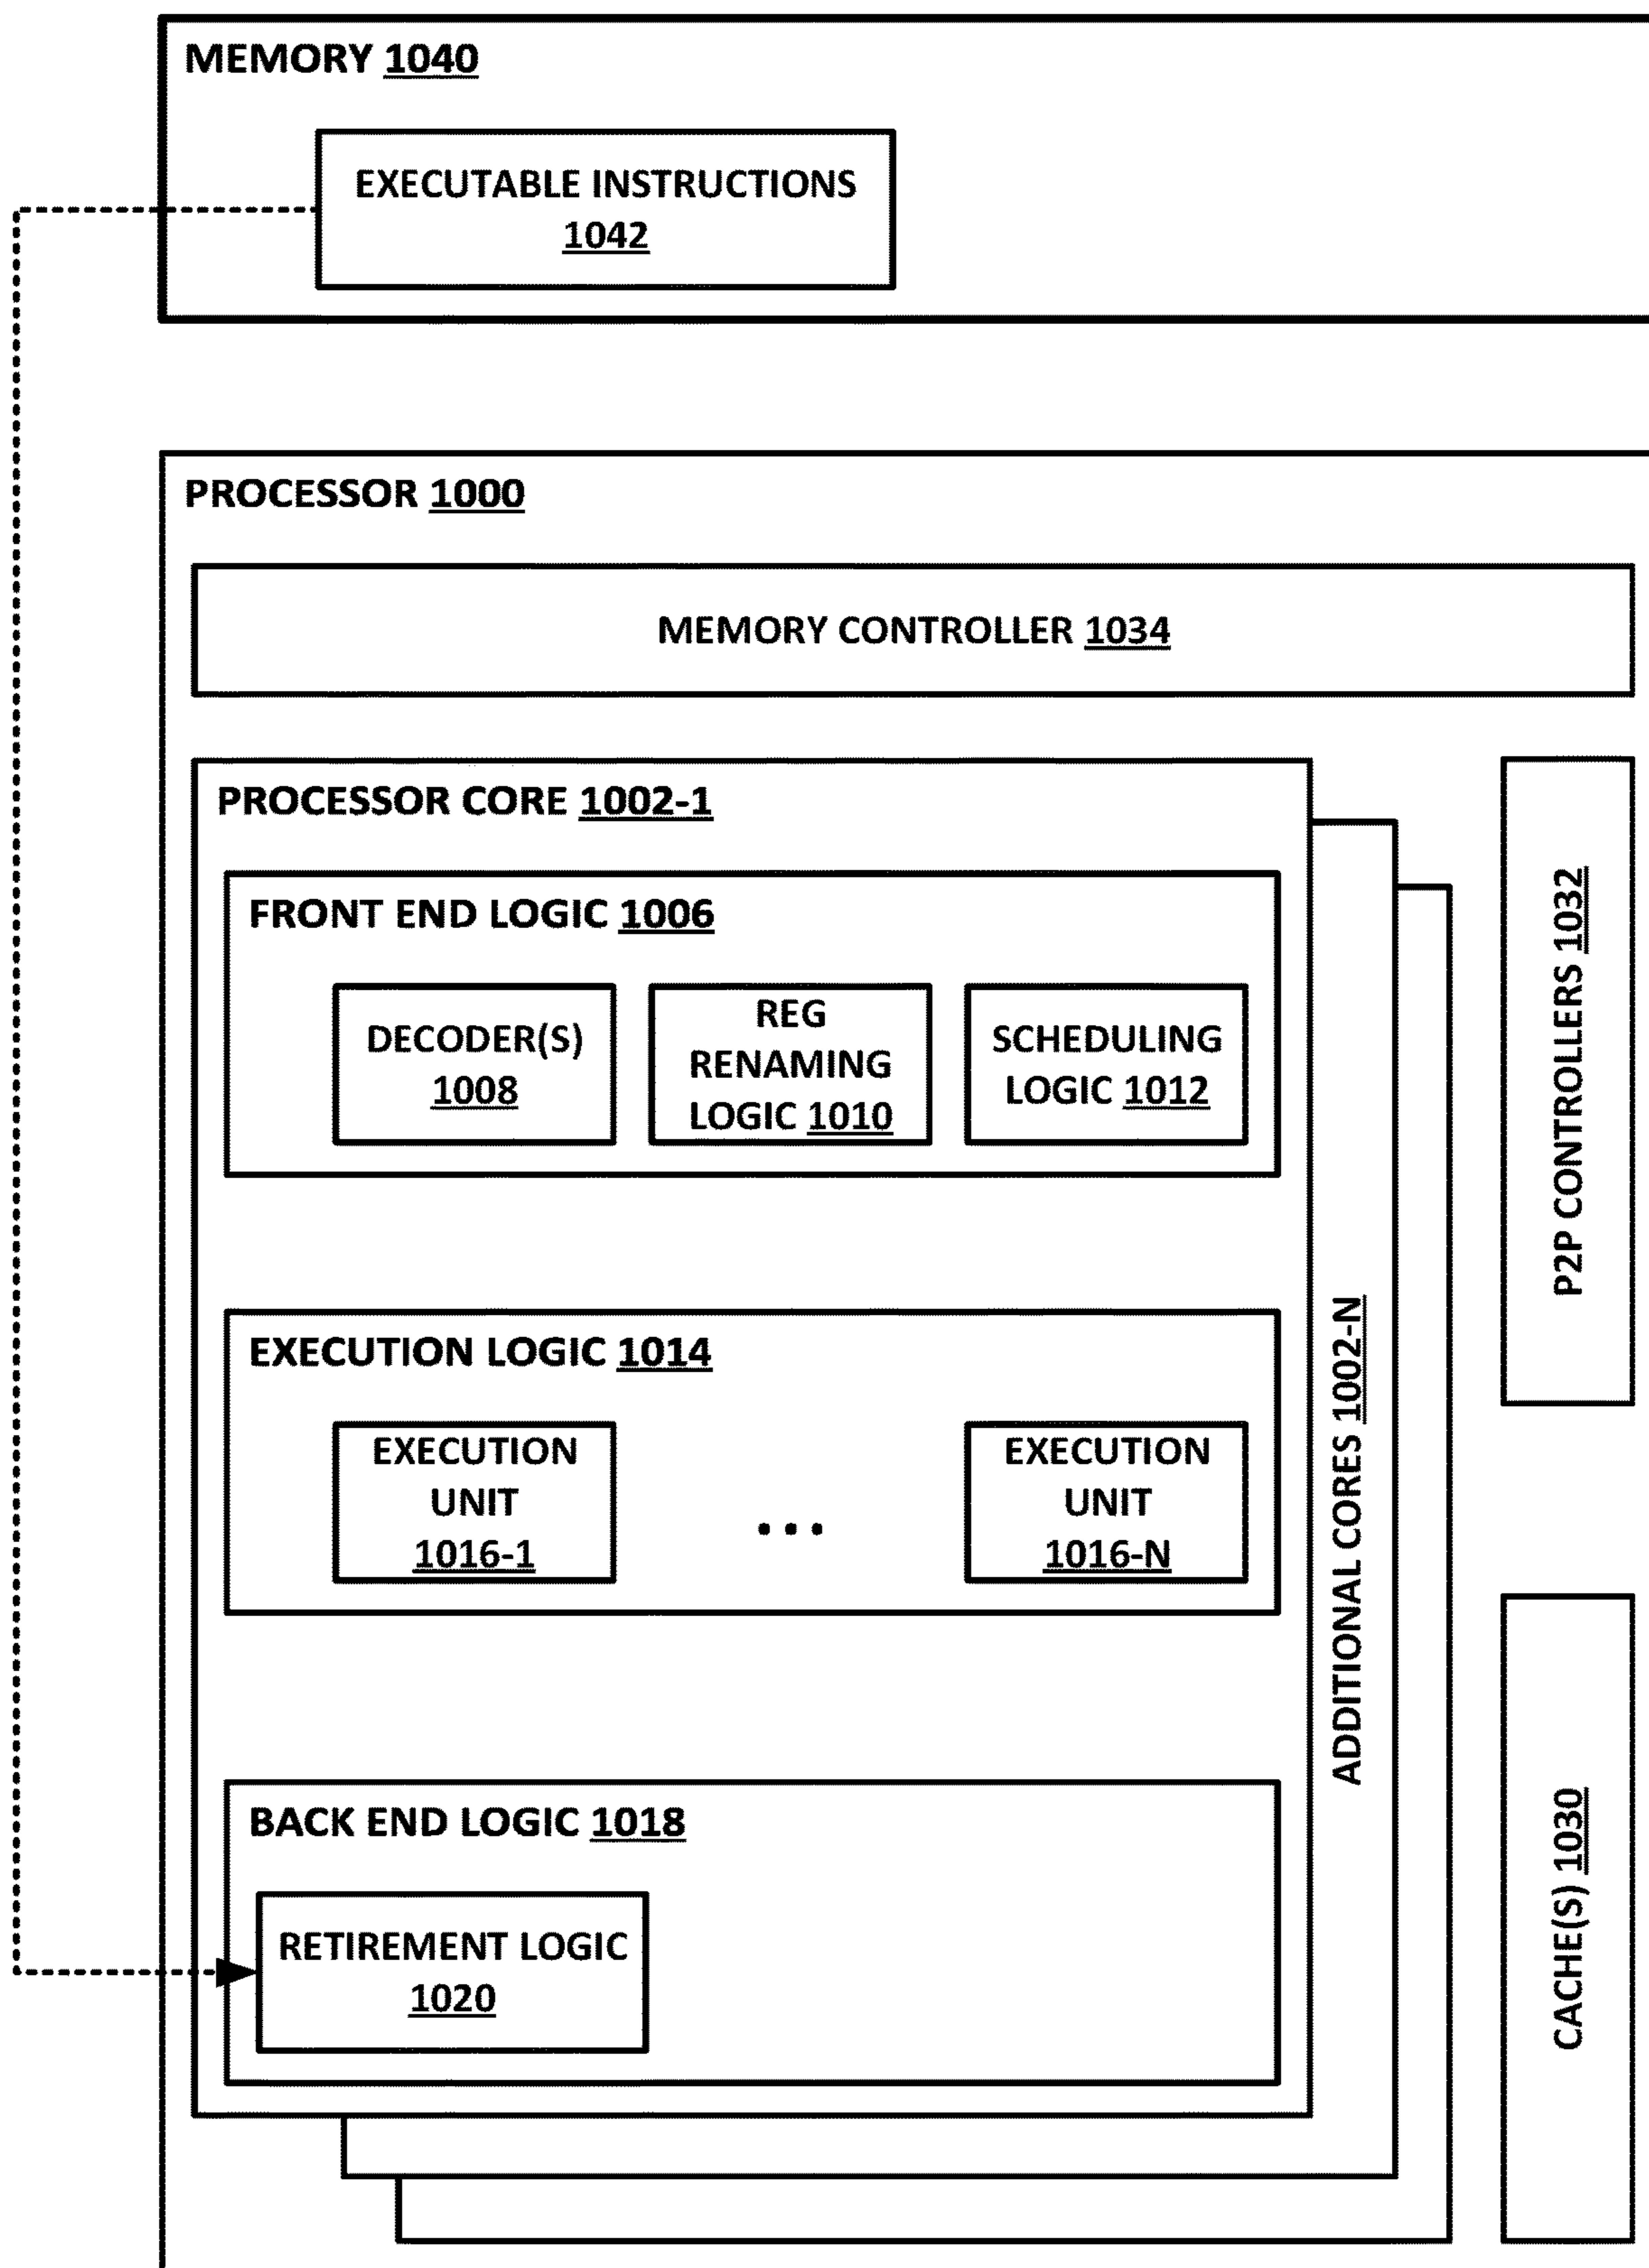 MEMORY 1040
EXECUTABLE INSTRUCTIONS
1042
PROCESSOR 1000
MEMORY CONTROLLER 1034
PROCESSOR CORE 1002-1
FRONT END LOGIC 1006
DECODER(S)
1008
REG
RENAMING
LOGIC 1010
SCHEDULING
LOGIC 1012
EXECUTION LOGIC 1014
EXECUTION
UNIT
1016-1
...
EXECUTION
UNIT
1016-N
BACK END LOGIC 1018
RETIREMENT LOGIC
1020
ADDITIONAL CORES 1002-N
P2P CONTROLLERS 1032
CACHE(S) 1030